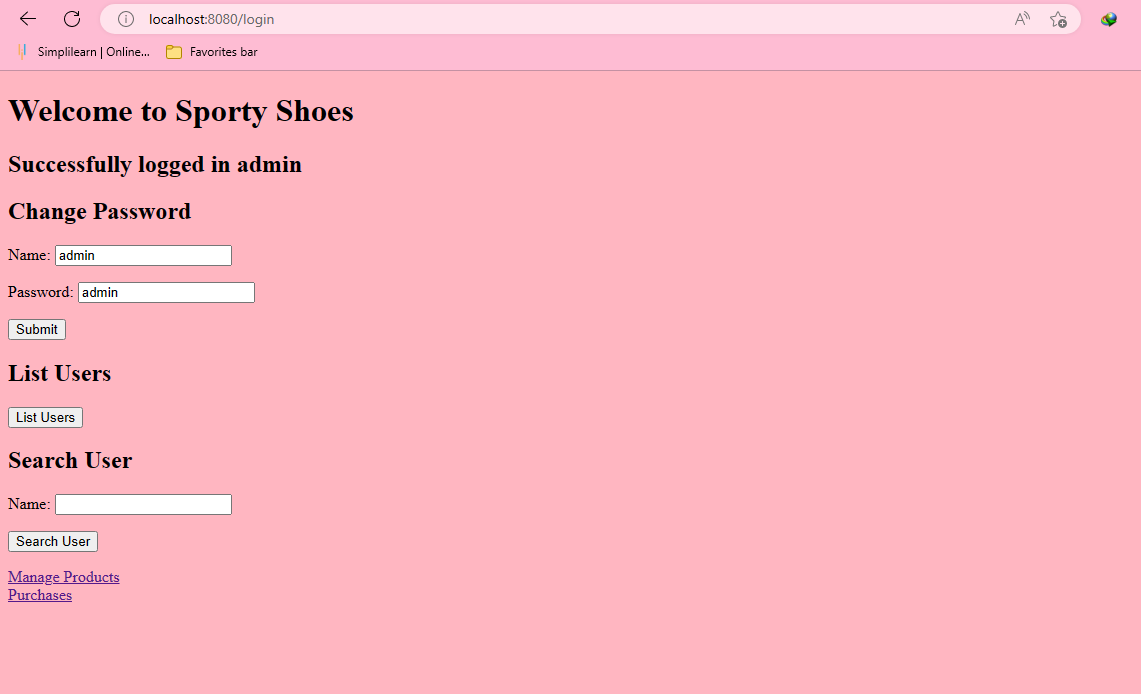 localhost:8080/login
Simplilearn | Online... Favorites bar
Welcome to Sporty Shoes
Successfully logged in admin
Change Password
Name: admin
Password: admin
Submit
List Users
List Users
Search User
Name:
Search User
Manage Products
Purchases